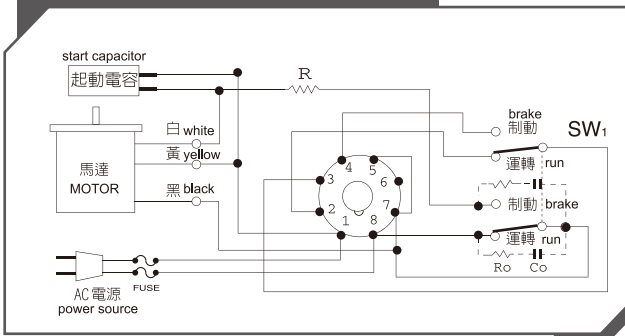 start capacitor
起動電容
R
白 white
黃 yellow
馬達
MOTOR
黑 black
brake
制動
SW1
運轉 run
制動 brake
運轉 run
Ro Co
4 5
3 6
2 7
1 8
AC 電源
power source
FUSE